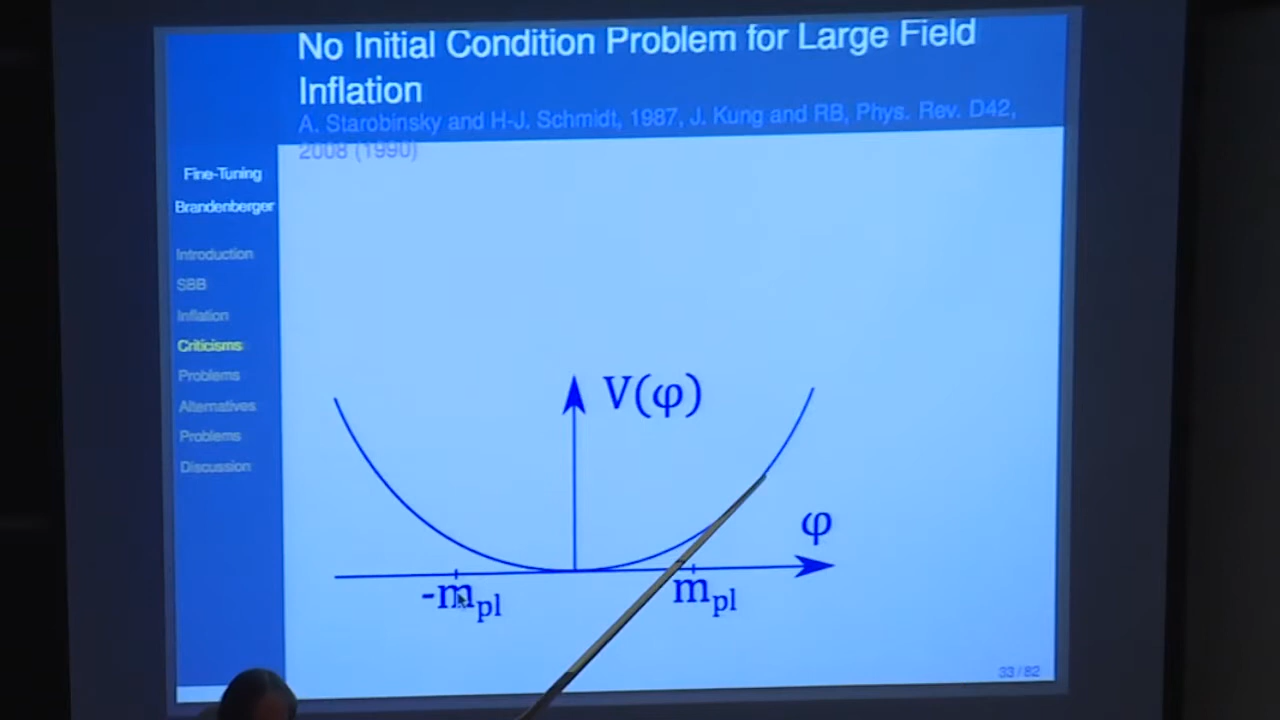 No Initial Condition Problem for Large Field
Inflation
A. Starobinsky and H-J. Schmidt, 1987, J. Kung and RB, Phys. Rev. D42,
2008 (1990)
Fine-Tuning
Brandenberger
Introduction
SBB
Inflation
Criticisms
Problems
Alternatives
Problems
Discussion
V(φ)
φ
-m_pl
m_pl
33/82